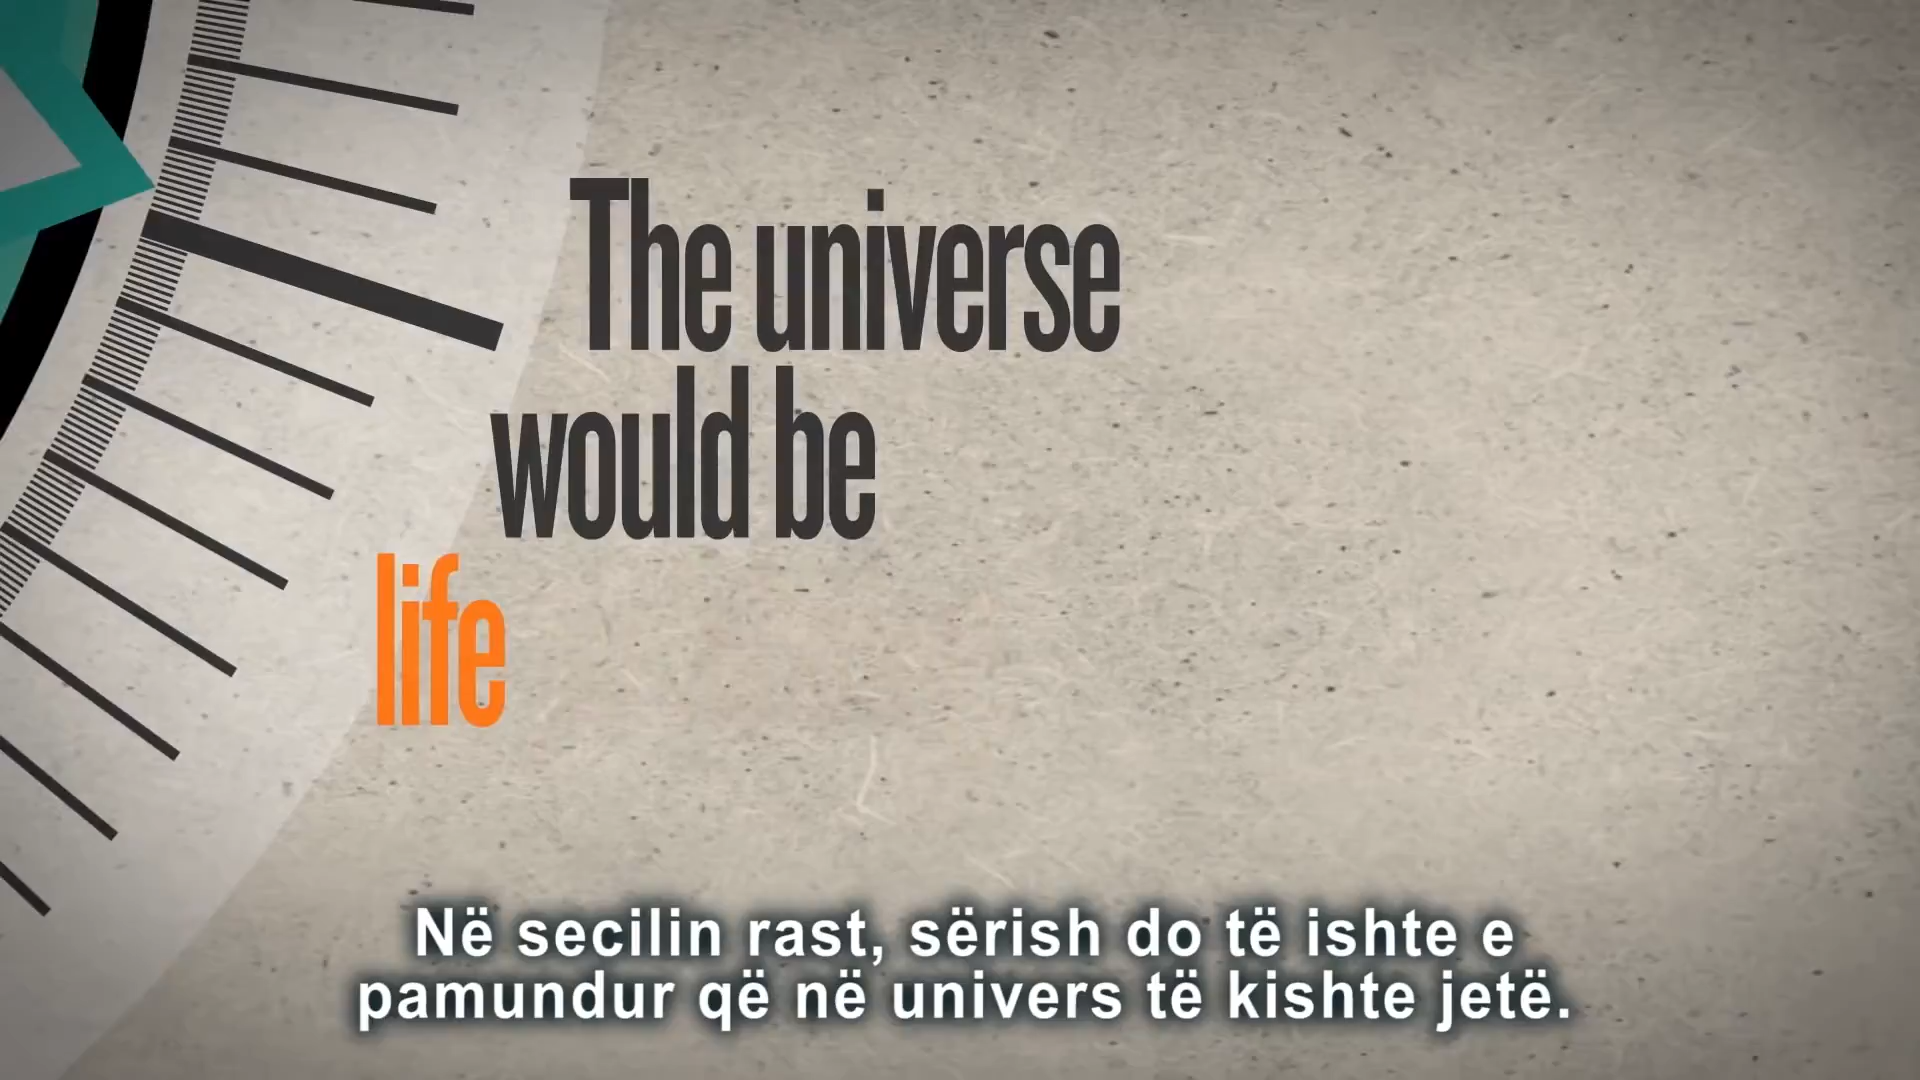 The universe
would be
life
Në secilin rast, sërish do të ishte e
pamundur që në univers të kishte jetë.